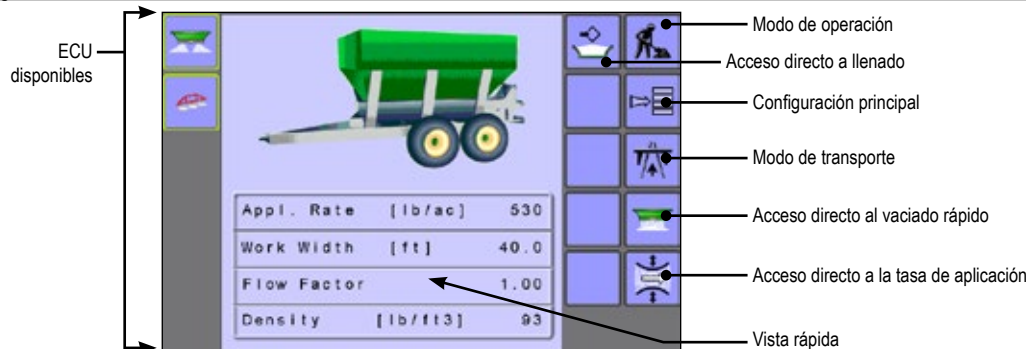 ECU
disponibles
Modo de operación
Acceso directo a llenado
Configuración principal
Modo de transporte
Acceso directo al vaciado rápido
Acceso directo a la tasa de aplicación
Vista rápida
Appl. Rate [lb/ac] 530
Work Width [ft] 40.0
Flow Factor 1.00
Density [lb/ft3] 93